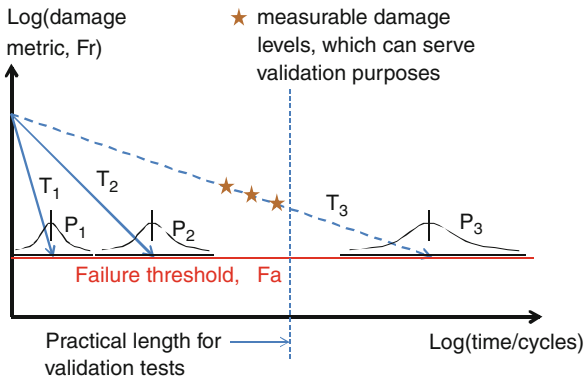 Log(damage
metric, Fr)
measurable damage
levels, which can serve
validation purposes
T1
T2
T3
P1
P2
P3
Failure threshold, Fa
Log(time/cycles)
Practical length for
validation tests